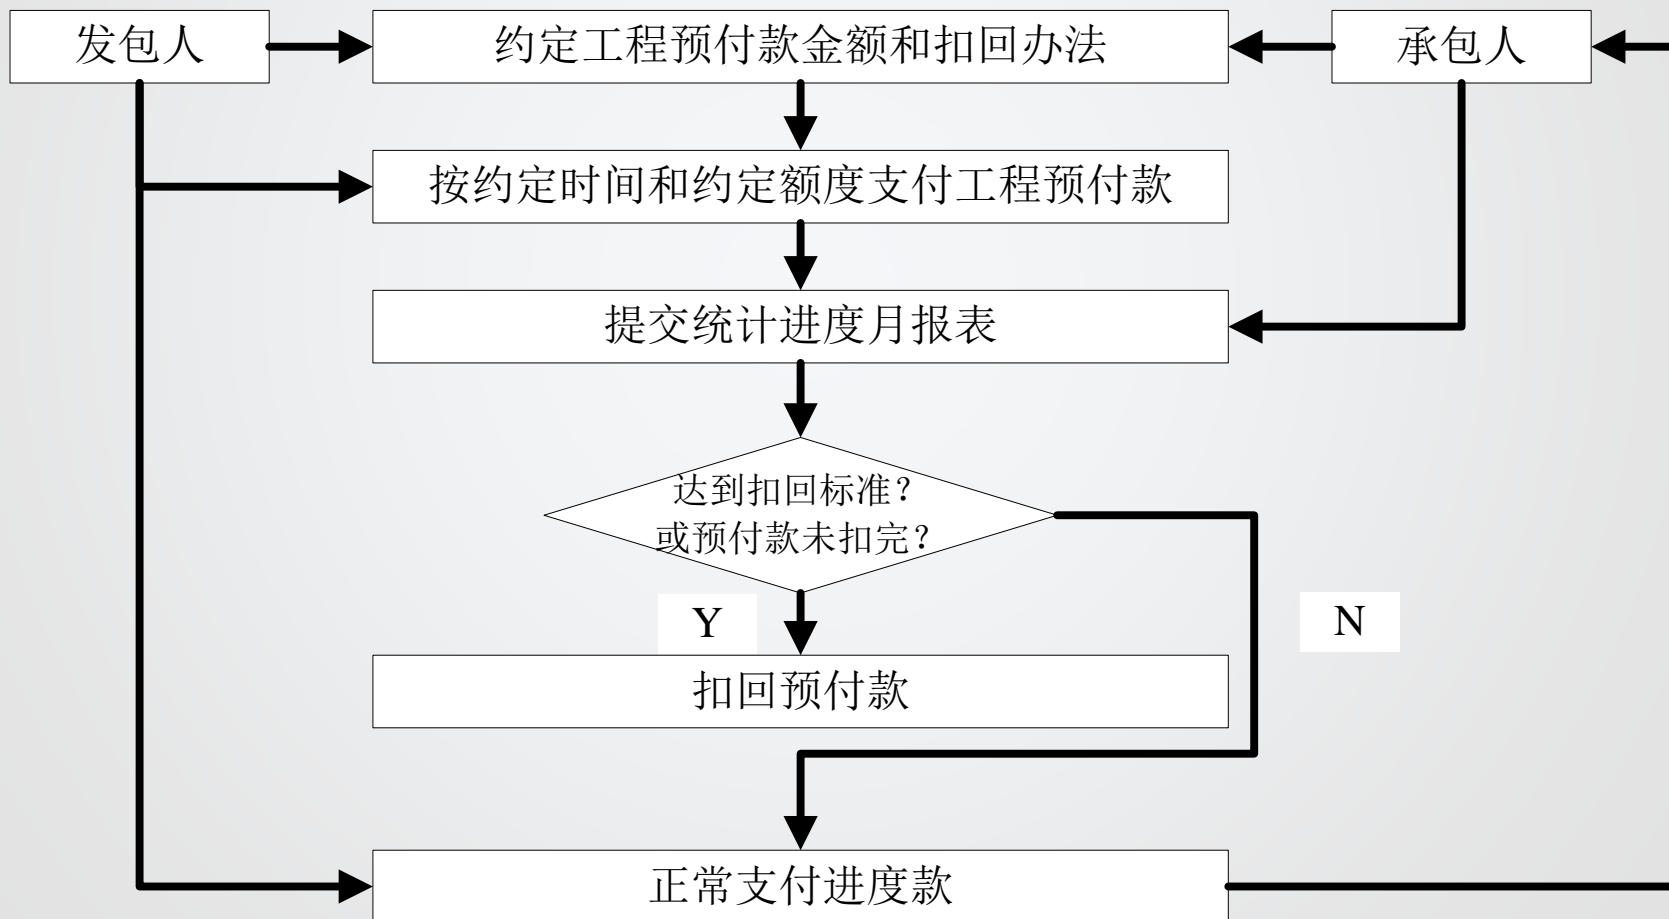 发包人
约定工程预付款金额和扣回办法
承包人
按约定时间和约定额度支付工程预付款
提交统计进度月报表
达到扣回标准？
或预付款未扣完？
Y
N
扣回预付款
正常支付进度款